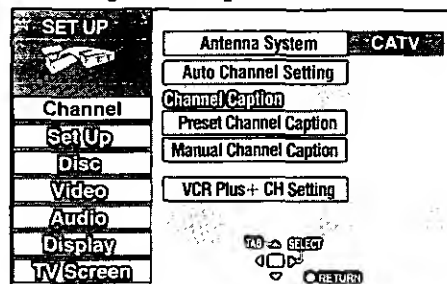 SET UP
Channel
Set Up
Disc
Video
Audio
Display
TV Screen
Antenna System CATV
Auto Channel Setting
Channel Caption
Preset Channel Caption
Manual Channel Caption
VCR Plus+ CH Setting
TAB SELECT
RETURN